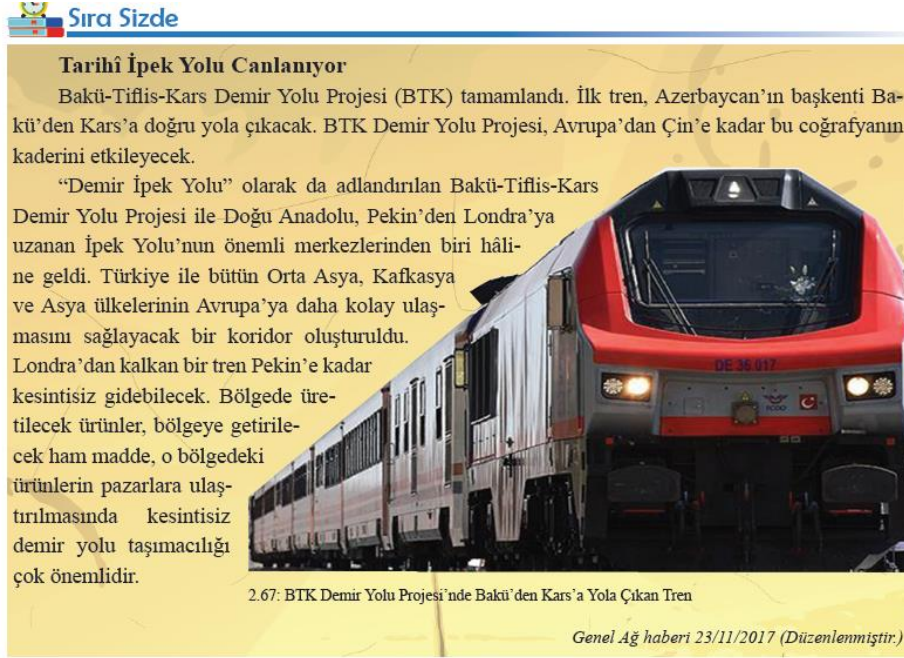 Sıra Sizde
Tarihî İpek Yolu Canlanıyor
Bakü-Tiflis-Kars Demir Yolu Projesi (BTK) tamamlandı. İlk tren, Azerbaycan’ın başkenti Ba-
kü’den Kars’a doğru yola çıkacak. BTK Demir Yolu Projesi, Avrupa’dan Çin’e kadar bu coğrafyanın
kaderini etkileyecek.
“Demir İpek Yolu” olarak da adlandırılan Bakü-Tiflis-Kars
Demir Yolu Projesi ile Doğu Anadolu, Pekin’den Londra’ya
uzanan İpek Yolu’nun önemli merkezlerinden biri hâli-
ne geldi. Türkiye ile bütün Orta Asya, Kafkasya
ve Asya ülkelerinin Avrupa’ya daha kolay ulaş-
masını sağlayacak bir koridor oluşturuldu.
Londra’dan kalkan bir tren Pekin’e kadar
kesintisiz gidebilecek. Bölgede üre-
tilecek ürünler, bölgeye getirile-
cek ham madde, o bölgedeki
ürünlerin pazarlara ulaş-
tırılmasında kesintisiz
demir yolu taşımacılığı
çok önemlidir.
DE 36 017
TCDD
2.67: BTK Demir Yolu Projesi’nde Bakü’den Kars’a Yola Çıkan Tren
Genel Ağ haberi 23/11/2017 (Düzenlenmiştir.)